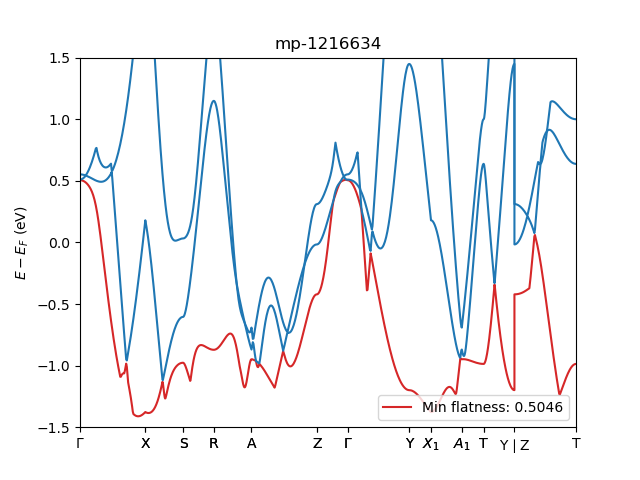 mp-1216634
E − E_F (eV)
1.5
1.0
0.5
0.0
−0.5
−1.0
−1.5
Min flatness: 0.5046
Γ X S R A Z Γ Y X₁ A₁ T Y | Z T